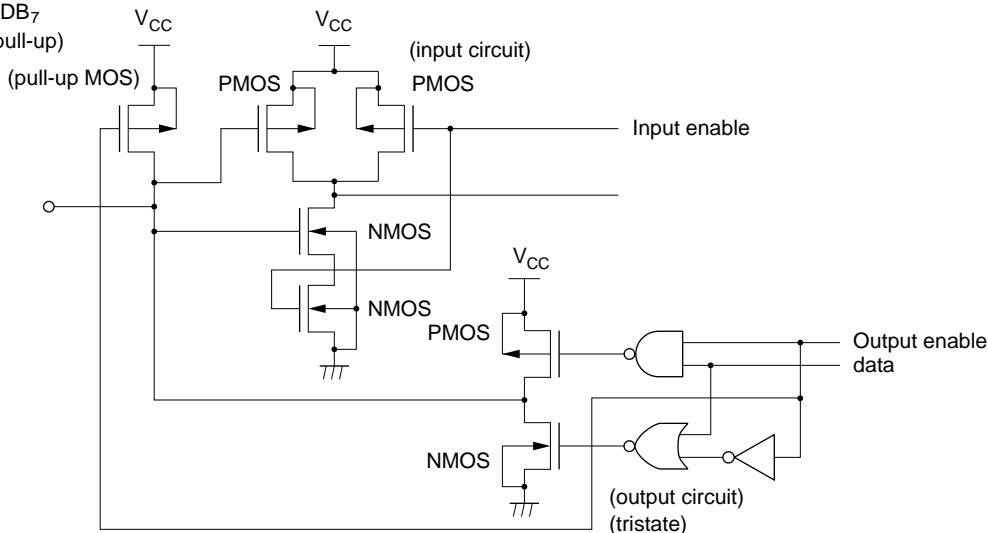 DB7
pull-up)
VCC
VCC
(input circuit)
(pull-up MOS)
PMOS
PMOS
Input enable
NMOS
VCC
NMOS
PMOS
Output enable
data
NMOS
(output circuit)
(tristate)